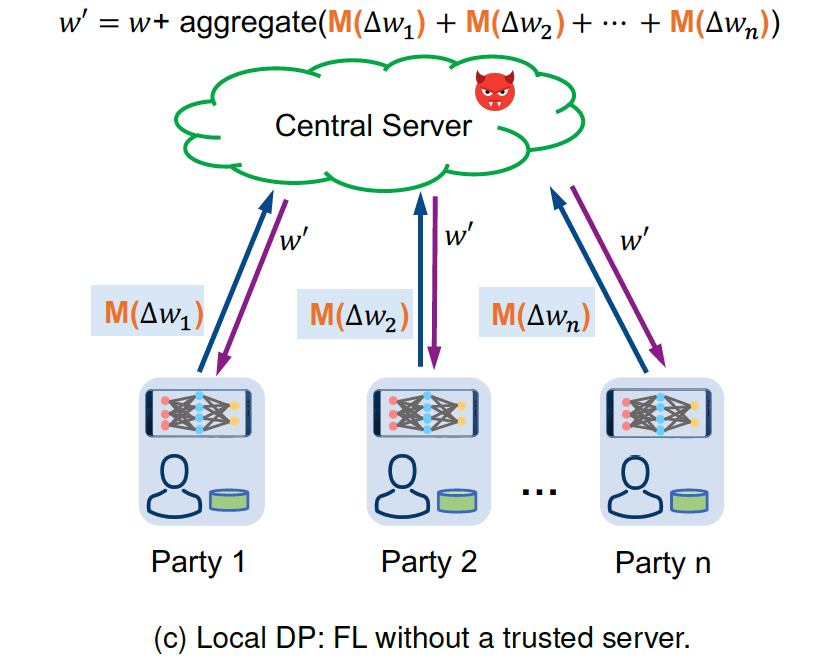 w′ = w+ aggregate(M(Δw₁) + M(Δw₂) + ⋯ + M(Δwₙ))
Central Server
w′
w′
w′
M(Δw₁)
M(Δw₂)
M(Δwₙ)
...
Party 1
Party 2
Party n
(c) Local DP: FL without a trusted server.